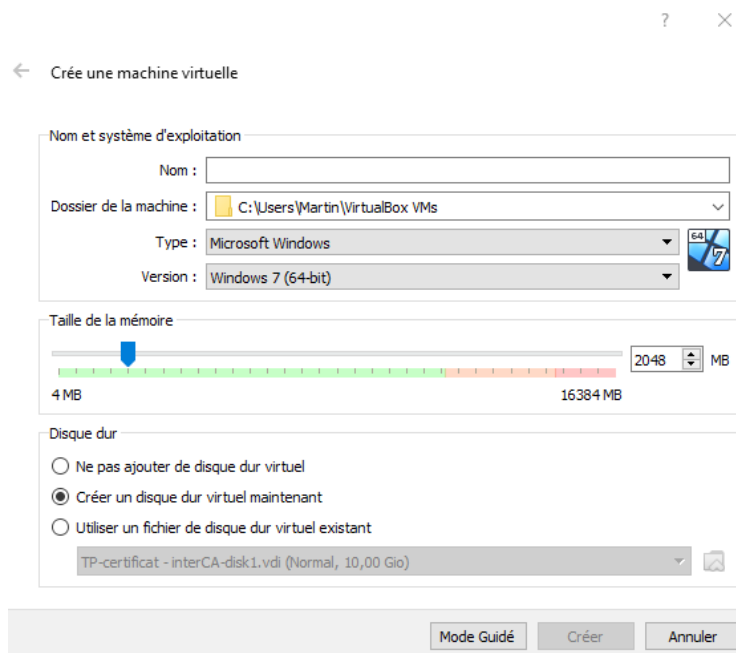 ?
Crée une machine virtuelle
Nom et système d'exploitation
Nom :
Dossier de la machine : C:\Users\Martin\VirtualBox VMs
Type : Microsoft Windows
64
7
Version : Windows 7 (64-bit)
Taille de la mémoire
2048 MB
4 MB 16384 MB
Disque dur
Ne pas ajouter de disque dur virtuel
Créer un disque dur virtuel maintenant
Utiliser un fichier de disque dur virtuel existant
TP-certificat - interCA-disk1.vdi (Normal, 10,00 Gio)
Mode Guidé Créer Annuler